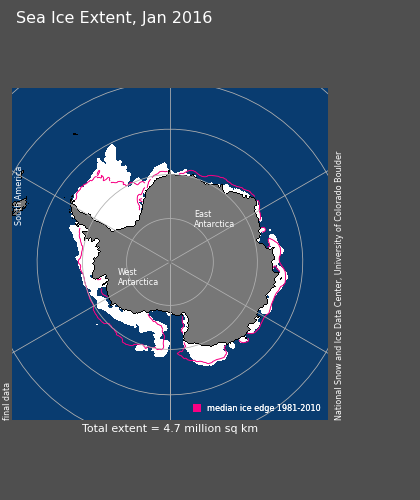 Sea Ice Extent, Jan 2016
South America
East
Antarctica
West
Antarctica
National Snow and Ice Data Center, University of Colorado Boulder
final data
median ice edge 1981-2010
Total extent = 4.7 million sq km